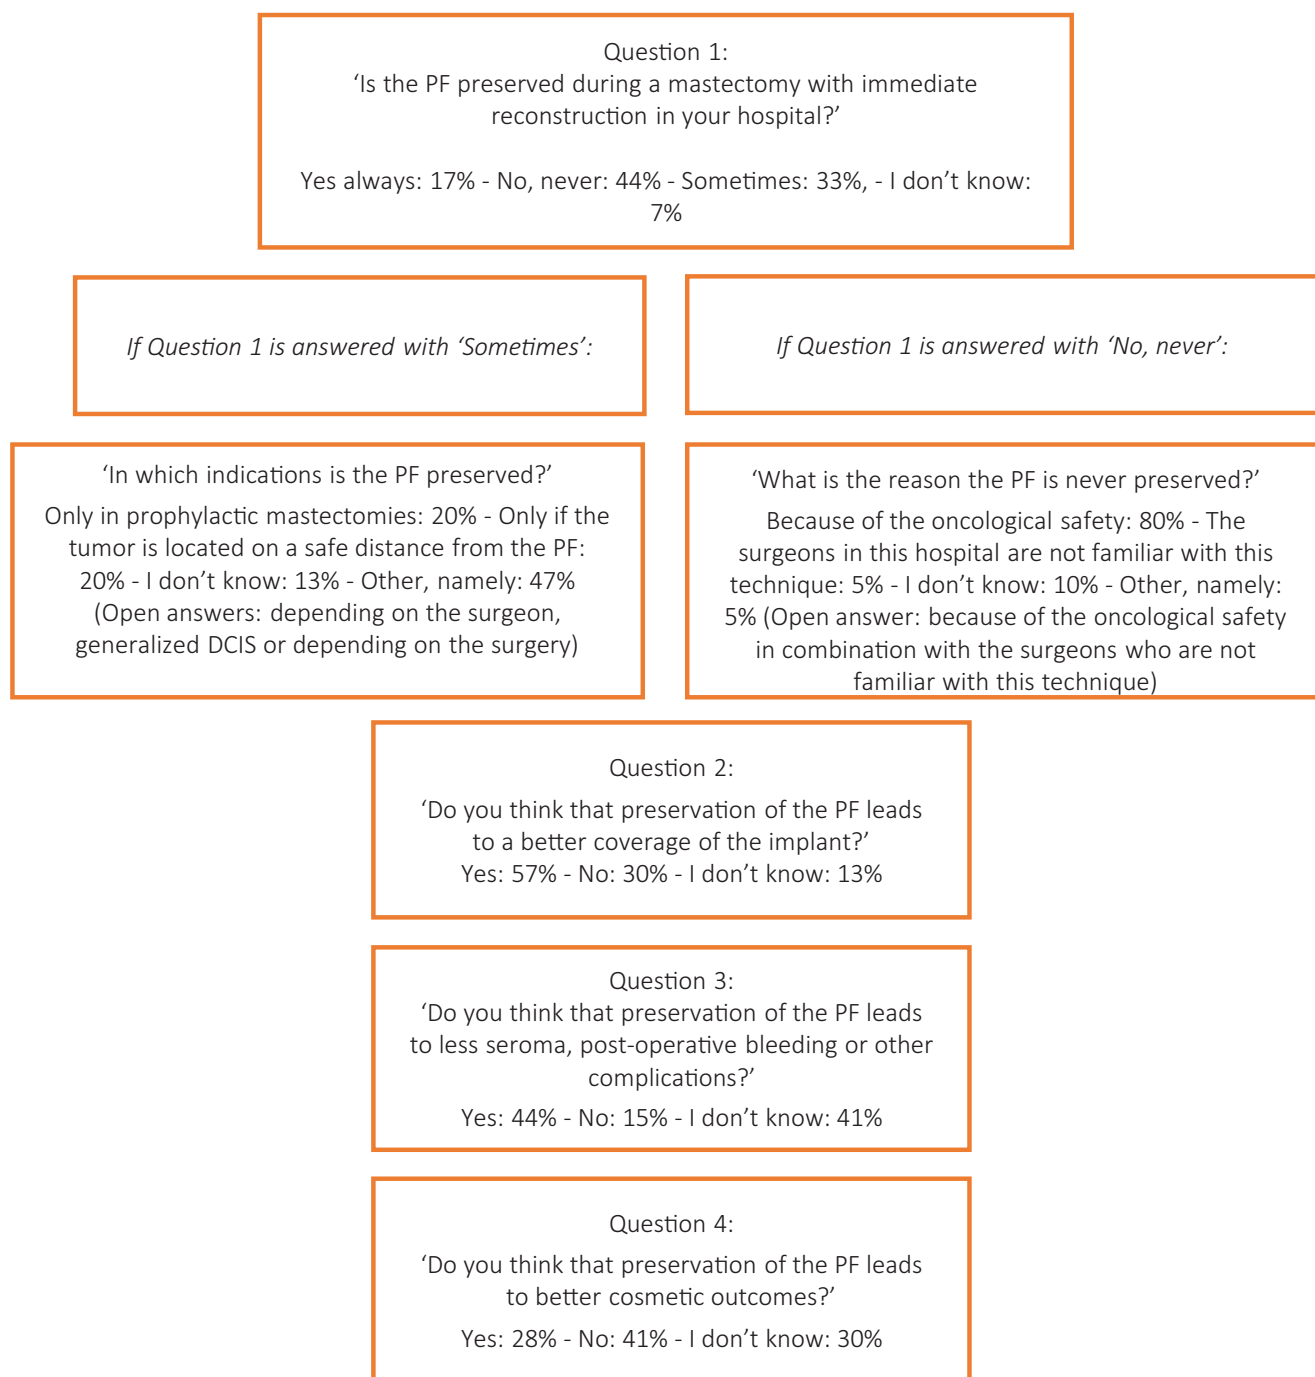 Question 1:
‘Is the PF preserved during a mastectomy with immediate
reconstruction in your hospital?’
Yes always: 17% - No, never: 44% - Sometimes: 33%, - I don’t know:
7%
If Question 1 is answered with ‘Sometimes’:
If Question 1 is answered with ‘No, never’:
‘In which indications is the PF preserved?’
Only in prophylactic mastectomies: 20% - Only if the
tumor is located on a safe distance from the PF:
20% - I don’t know: 13% - Other, namely: 47%
(Open answers: depending on the surgeon,
generalized DCIS or depending on the surgery)
‘What is the reason the PF is never preserved?’
Because of the oncological safety: 80% - The
surgeons in this hospital are not familiar with this
technique: 5% - I don’t know: 10% - Other, namely:
5% (Open answer: because of the oncological safety
in combination with the surgeons who are not
familiar with this technique)
Question 2:
‘Do you think that preservation of the PF leads
to a better coverage of the implant?’
Yes: 57% - No: 30% - I don’t know: 13%
Question 3:
‘Do you think that preservation of the PF leads
to less seroma, post-operative bleeding or other
complications?’
Yes: 44% - No: 15% - I don’t know: 41%
Question 4:
‘Do you think that preservation of the PF leads
to better cosmetic outcomes?’
Yes: 28% - No: 41% - I don’t know: 30%